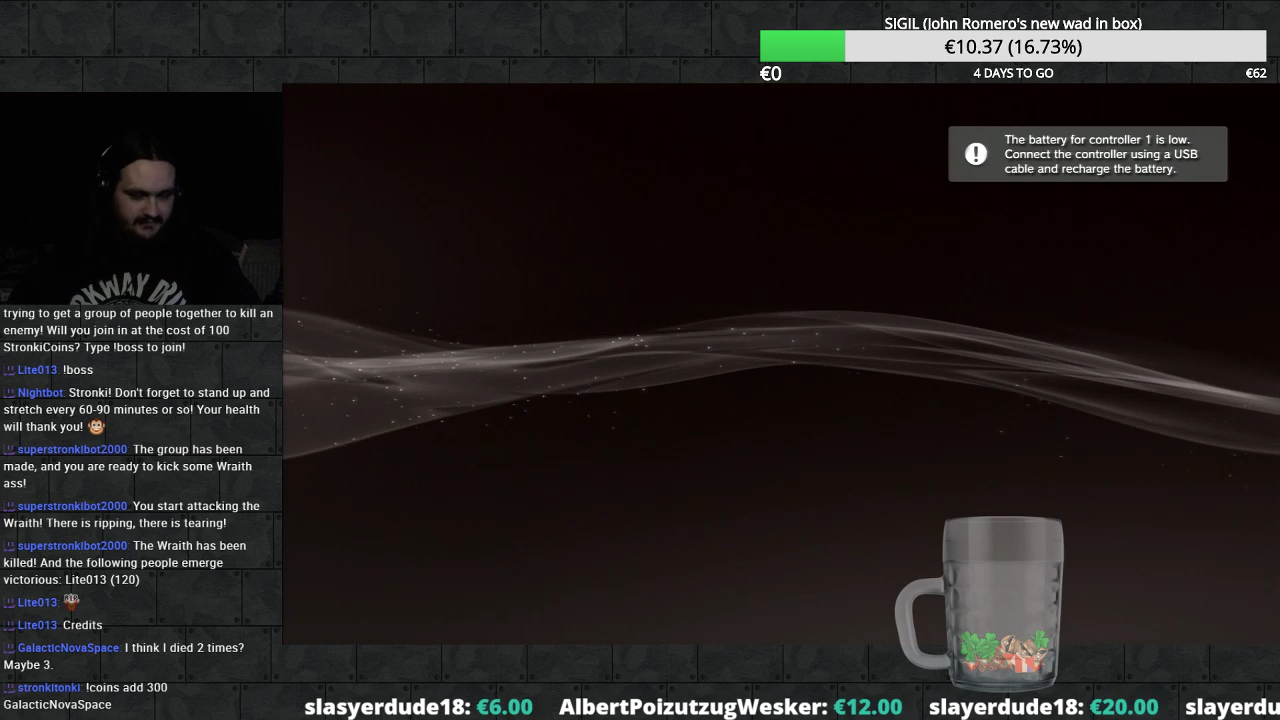 SIGIL (John Romero's new wad in box)
€10.37 (16.73%)
€0
4 DAYS TO GO
€62
The battery for controller 1 is low.
Connect the controller using a USB
cable and recharge the battery.
trying to get a group of people together to kill an
enemy! Will you join in at the cost of 100
StronkiCoins? Type !boss to join!
Lite013: !boss
Nightbot: Stronki! Don't forget to stand up and
stretch every 60-90 minutes or so! Your health
will thank you!
superstronkibot2000: The group has been
made, and you are ready to kick some Wraith
ass!
superstronkibot2000: You start attacking the
Wraith! There is ripping, there is tearing!
superstronkibot2000: The Wraith has been
killed! And the following people emerge
victorious: Lite013 (120)
Lite013:
Lite013: Credits
GalacticNovaSpace: I think I died 2 times?
Maybe 3.
stronkitonki: !coins add 300
GalacticNovaSpace
slasyerdude18: €6.00 AlbertPoizutzugWesker: €12.00 slayerdude18: €20.00 slayerdu